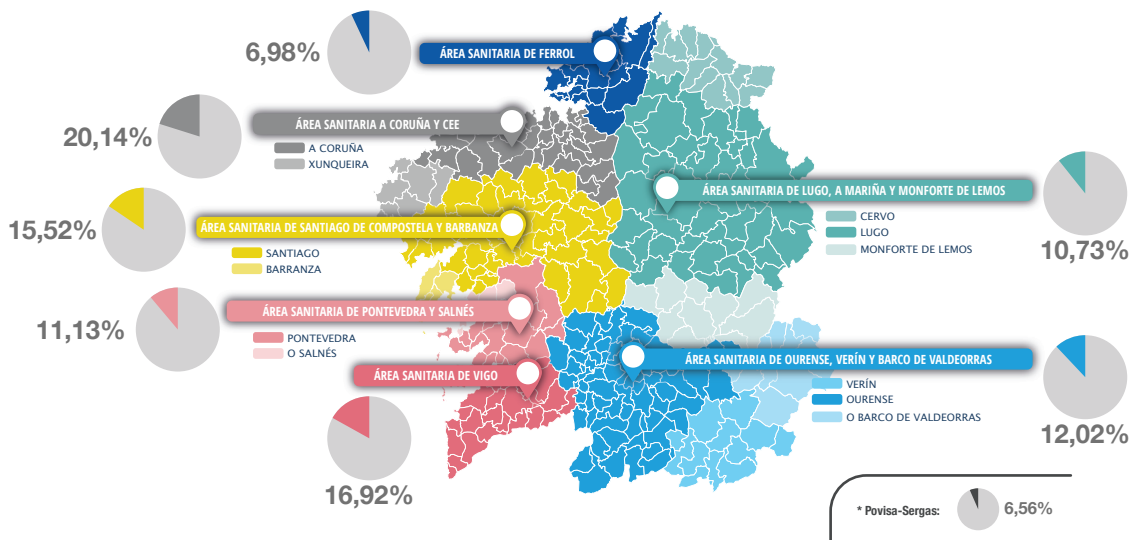 6,98%
ÁREA SANITARIA DE FERROL
20,14%
ÁREA SANITARIA A CORUÑA Y CEE
A CORUÑA
XUNQUEIRA
15,52%
ÁREA SANITARIA DE SANTIAGO DE COMPOSTELA Y BARBANZA
SANTIAGO
BARRANZA
11,13%
ÁREA SANITARIA DE PONTEVEDRA Y SALNÉS
PONTEVEDRA
O SALNÉS
ÁREA SANITARIA DE VIGO
16,92%
ÁREA SANITARIA DE LUGO, A MARIÑA Y MONFORTE DE LEMOS
CERVO
LUGO
MONFORTE DE LEMOS
10,73%
ÁREA SANITARIA DE OURENSE, VERÍN Y BARCO DE VALDEORRAS
VERÍN
OURENSE
O BARCO DE VALDEORRAS
12,02%
* Povisa-Sergas:
6,56%